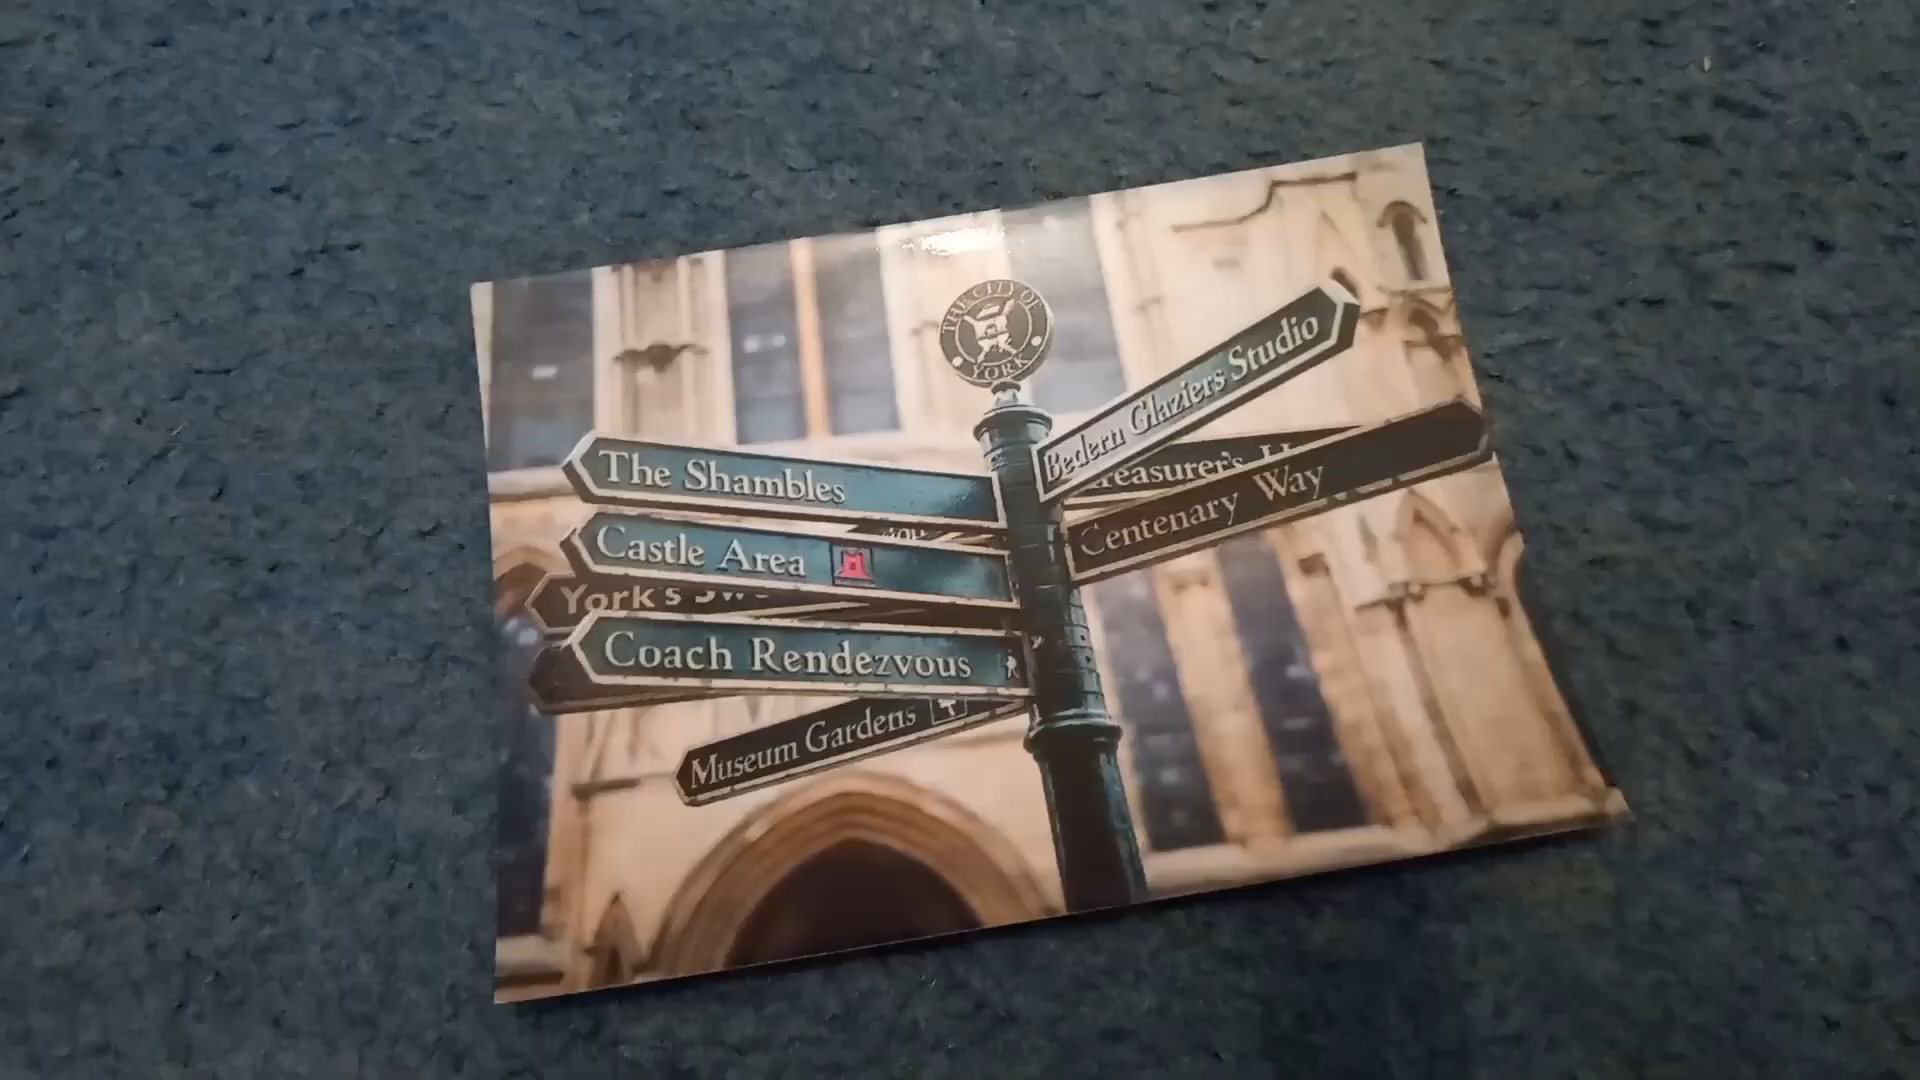 THE CITY OF
YORK
Bedern Glaziers Studio
The Shambles
Treasurer's
Centenary Way
Castle Area
York's
Coach Rendezvous
Museum Gardens